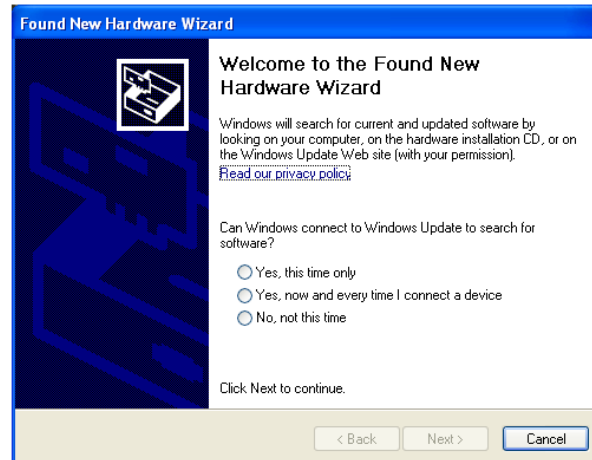 Found New Hardware Wizard
Welcome to the Found New
Hardware Wizard
Windows will search for current and updated software by
looking on your computer, on the hardware installation CD, or on
the Windows Update Web site (with your permission).
Read our privacy policy
Can Windows connect to Windows Update to search for
software?
Yes, this time only
Yes, now and every time I connect a device
No, not this time
Click Next to continue.
< Back
Next >
Cancel